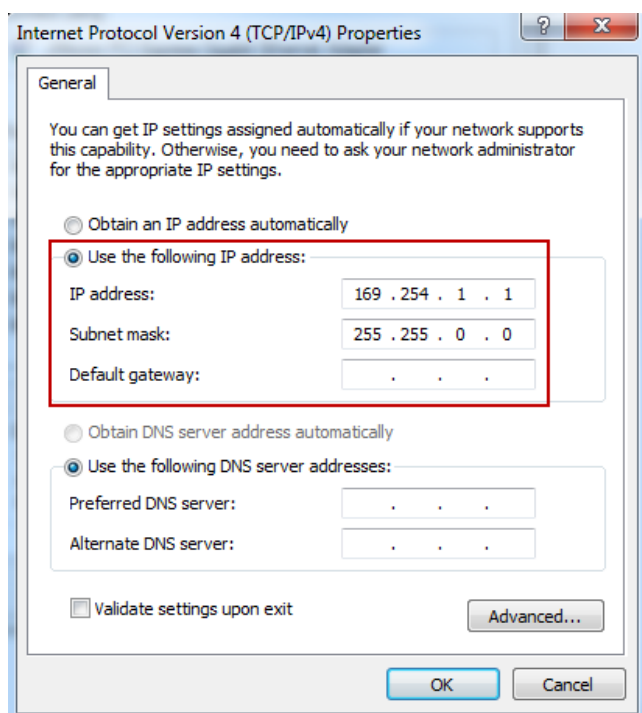 Internet Protocol Version 4 (TCP/IPv4) Properties
General
You can get IP settings assigned automatically if your network supports
this capability. Otherwise, you need to ask your network administrator
for the appropriate IP settings.
Obtain an IP address automatically
Use the following IP address:
IP address: 169 . 254 . 1 . 1
Subnet mask: 255 . 255 . 0 . 0
Default gateway: . . .
Obtain DNS server address automatically
Use the following DNS server addresses:
Preferred DNS server: . . .
Alternate DNS server: . . .
Validate settings upon exit
Advanced...
OK Cancel